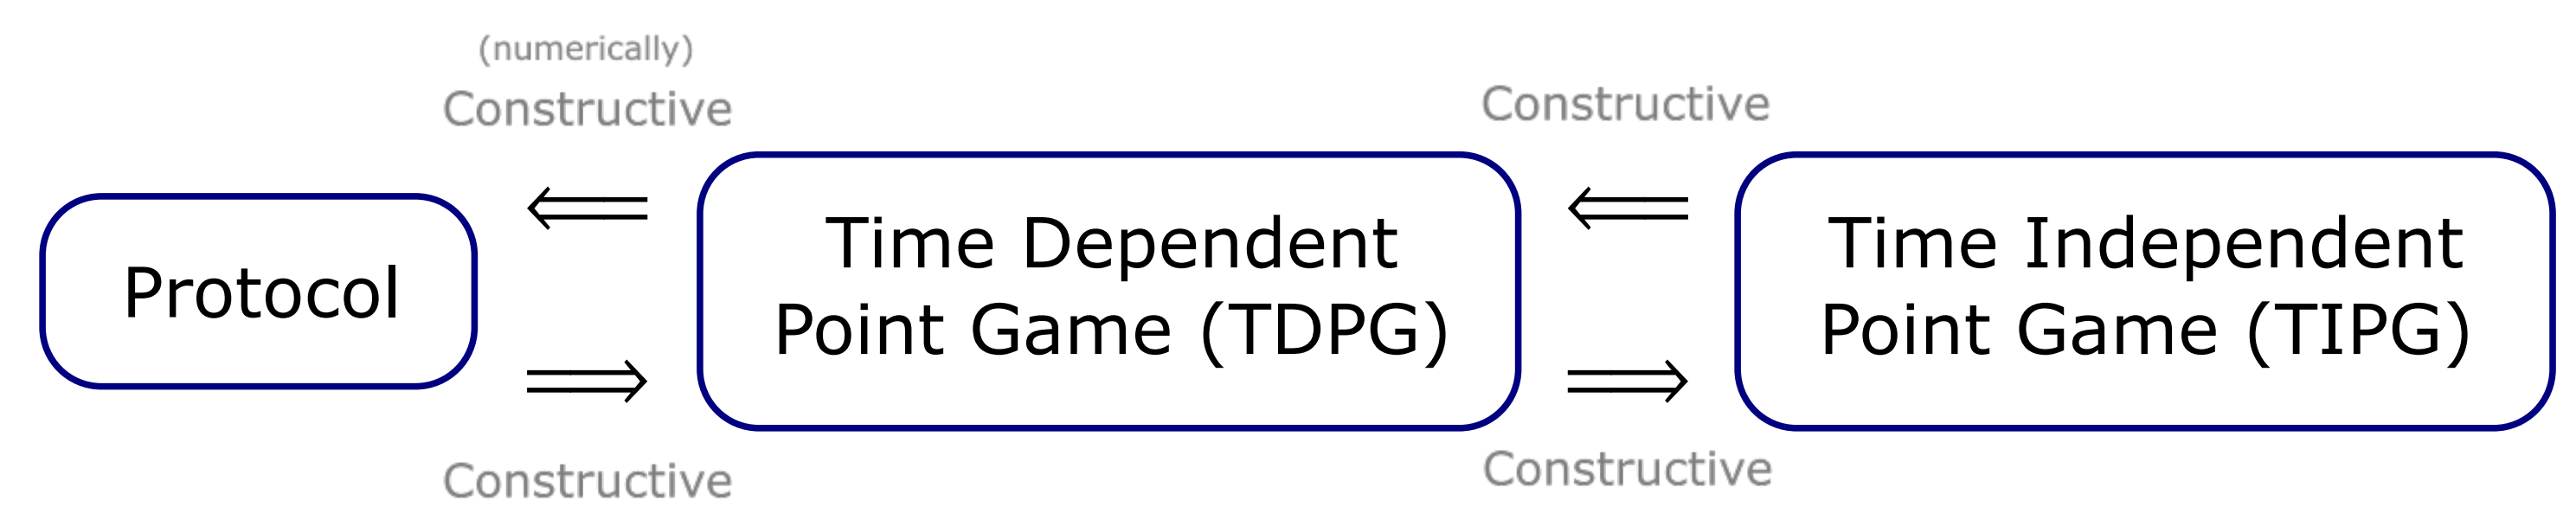 (numerically)
Constructive
Constructive
Protocol
Time Dependent
Point Game (TDPG)
Time Independent
Point Game (TIPG)
Constructive
Constructive